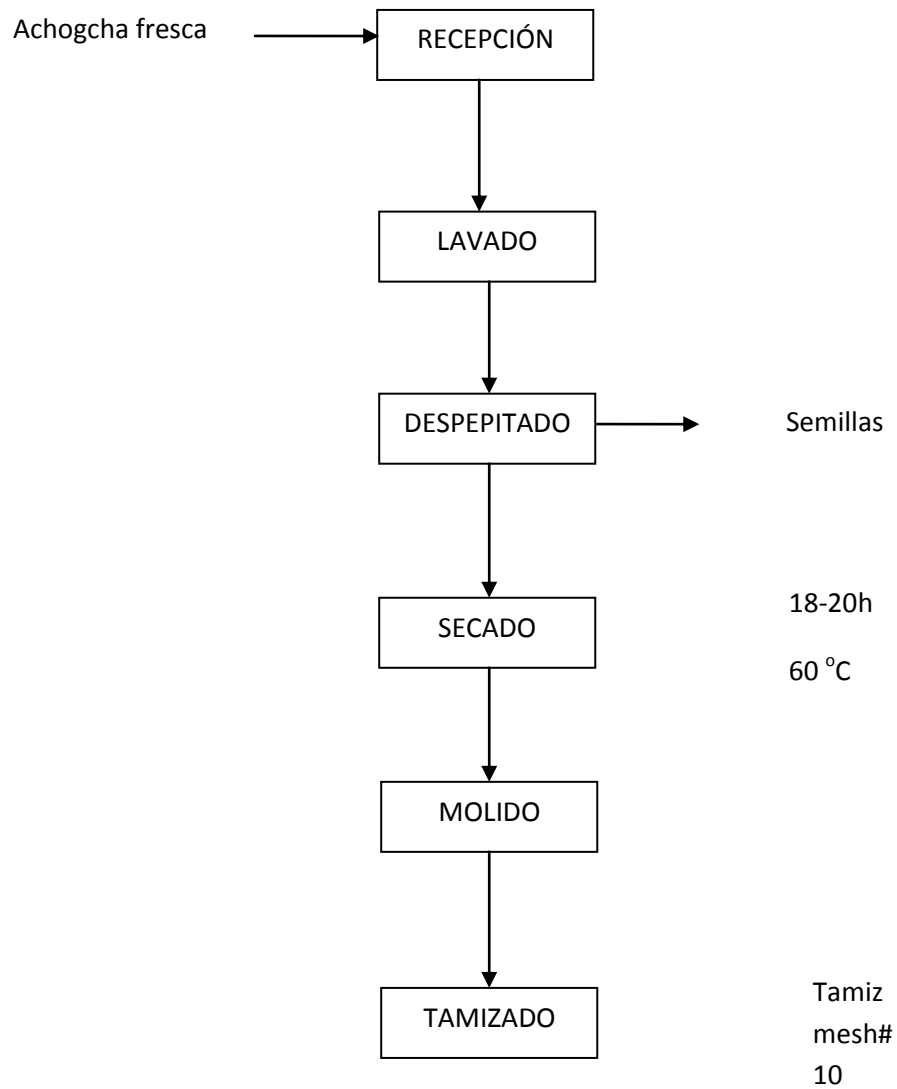 Achogcha fresca
RECEPCIÓN
LAVADO
DESPEPITADO
Semillas
SECADO
18-20h
60 °C
MOLIDO
TAMIZADO
Tamiz
mesh#
10